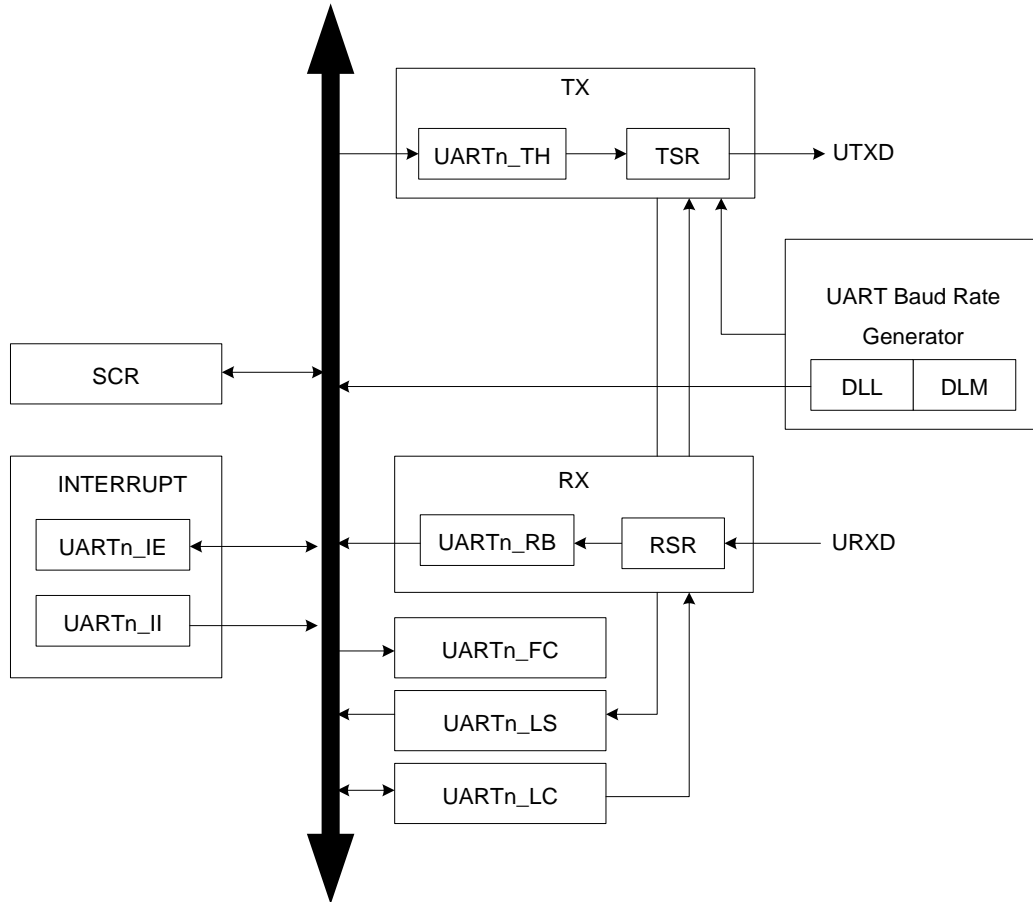 TX
UARTn_TH
TSR
UTXD
UART Baud Rate
Generator
DLL
DLM
SCR
INTERRUPT
UARTn_IE
UARTn_II
RX
UARTn_RB
RSR
URXD
UARTn_FC
UARTn_LS
UARTn_LC